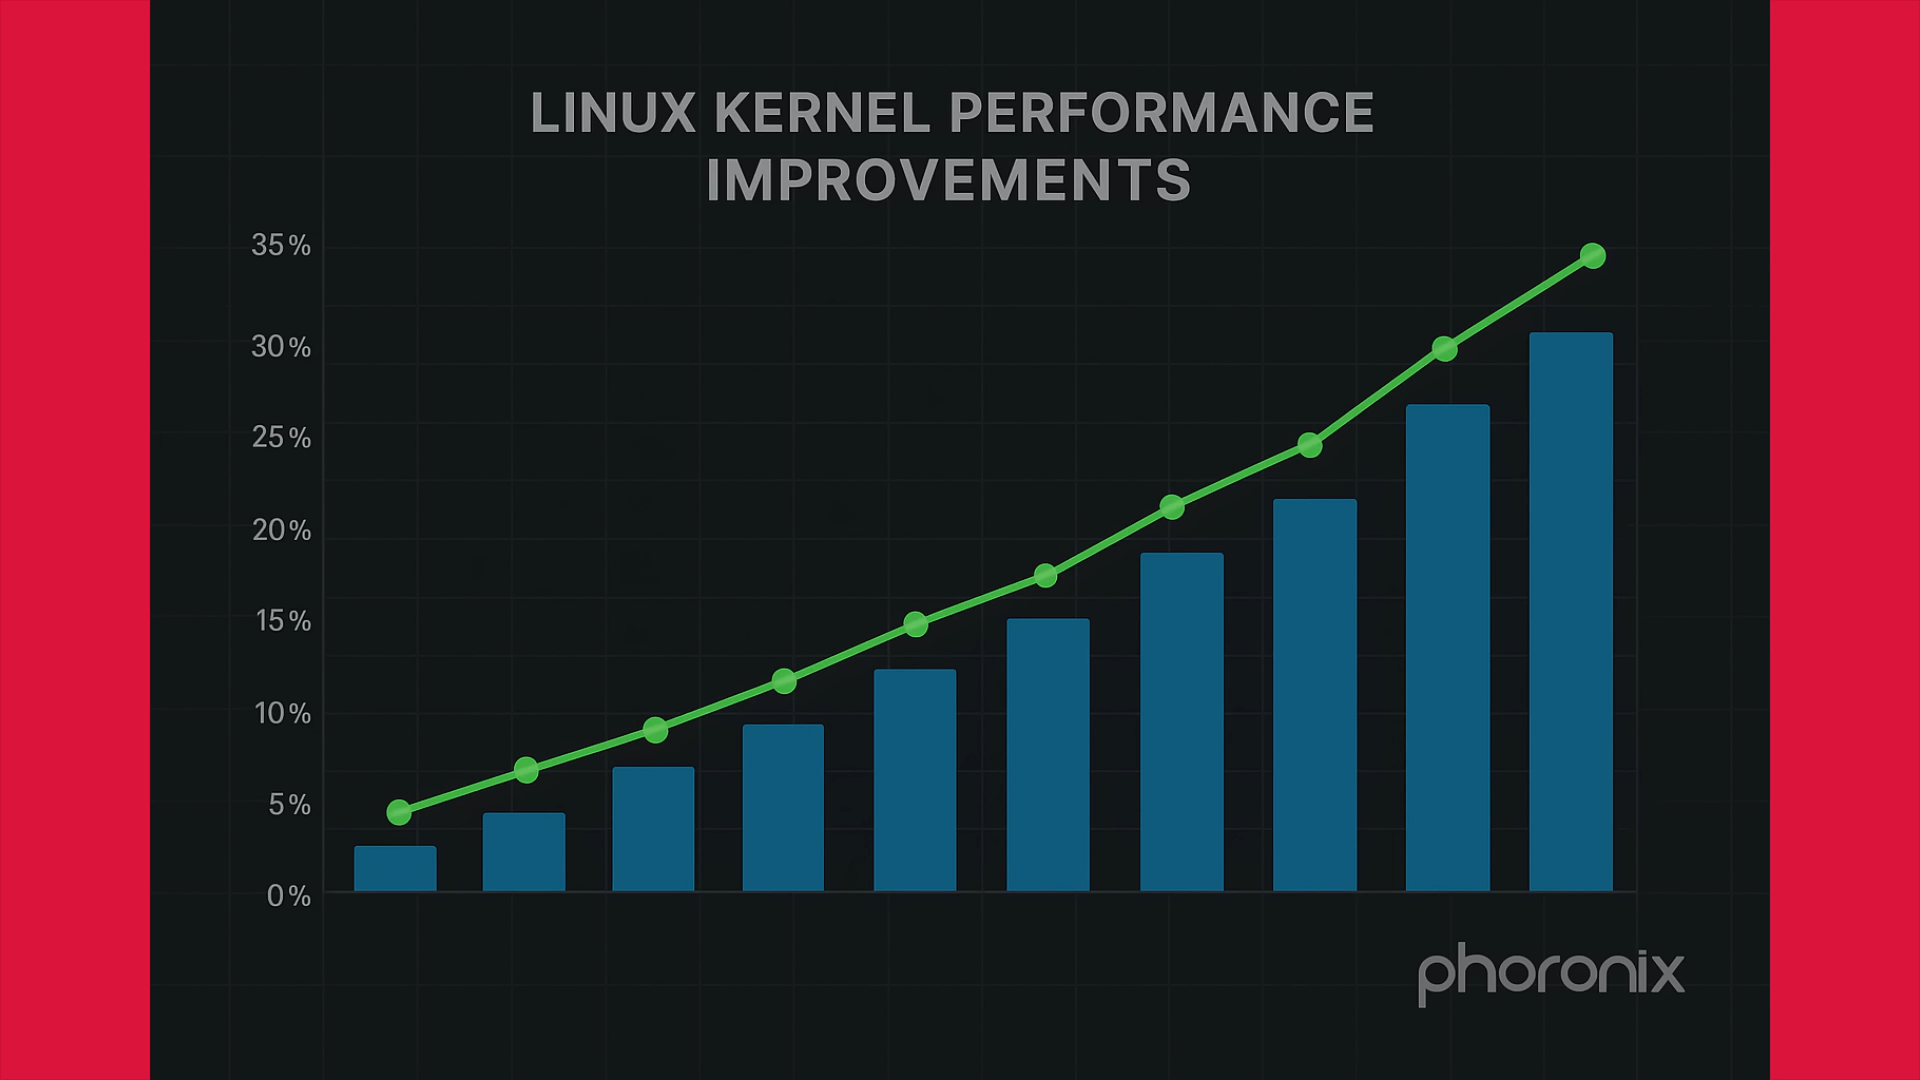 LINUX KERNEL PERFORMANCE
IMPROVEMENTS
35%
30%
25%
20%
15%
10%
5%
0%
phoronix